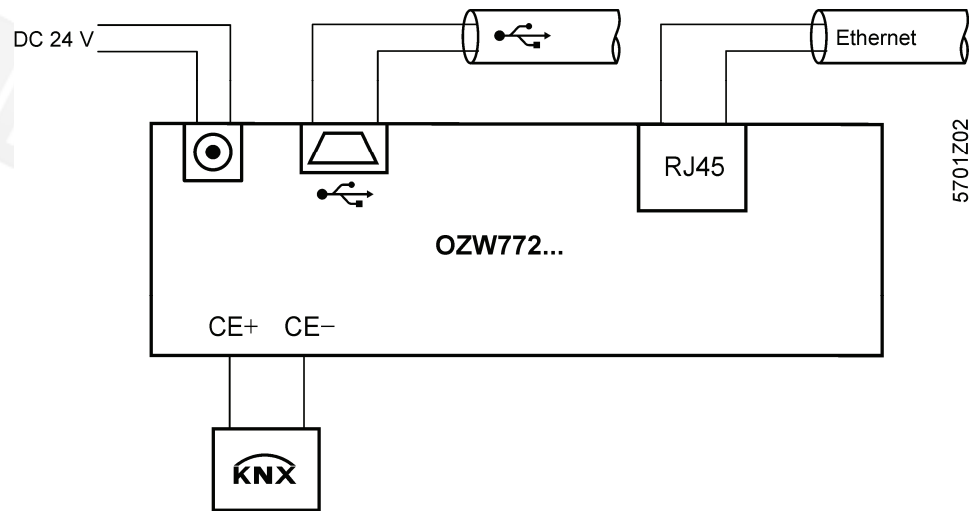 DC 24 V
Ethernet
RJ45
5701Z02
OZW772...
CE+ CE−
KNX